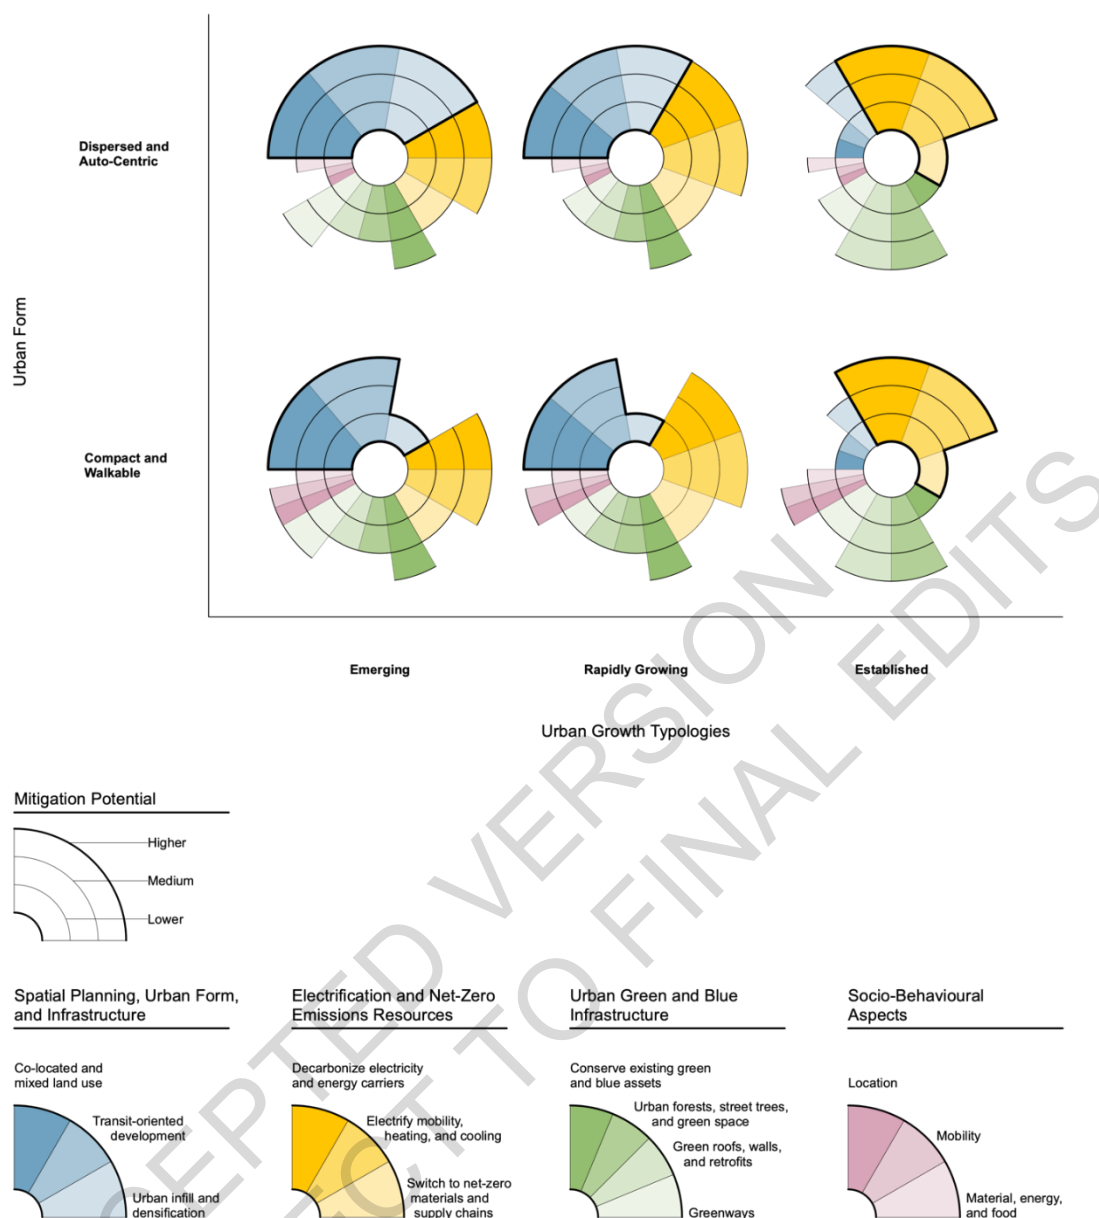 Dispersed and
Auto-Centric
Urban Form
Compact and
Walkable
Emerging
Rapidly Growing
Established
Urban Growth Typologies
Mitigation Potential
Higher
Medium
Lower
Spatial Planning, Urban Form,
and Infrastructure
Co-located and
mixed land use
Transit-oriented
development
Urban infill and
densification
Electrification and Net-Zero
Emissions Resources
Decarbonize electricity
and energy carriers
Electrify mobility,
heating, and cooling
Switch to net-zero
materials and
supply chains
Urban Green and Blue
Infrastructure
Conserve existing green
and blue assets
Urban forests, street trees,
and green space
Green roofs, walls,
and retrofits
Greenways
Socio-Behavioural
Aspects
Location
Mobility
Material, energy,
and food
VERSION
TO FINAL EDITS